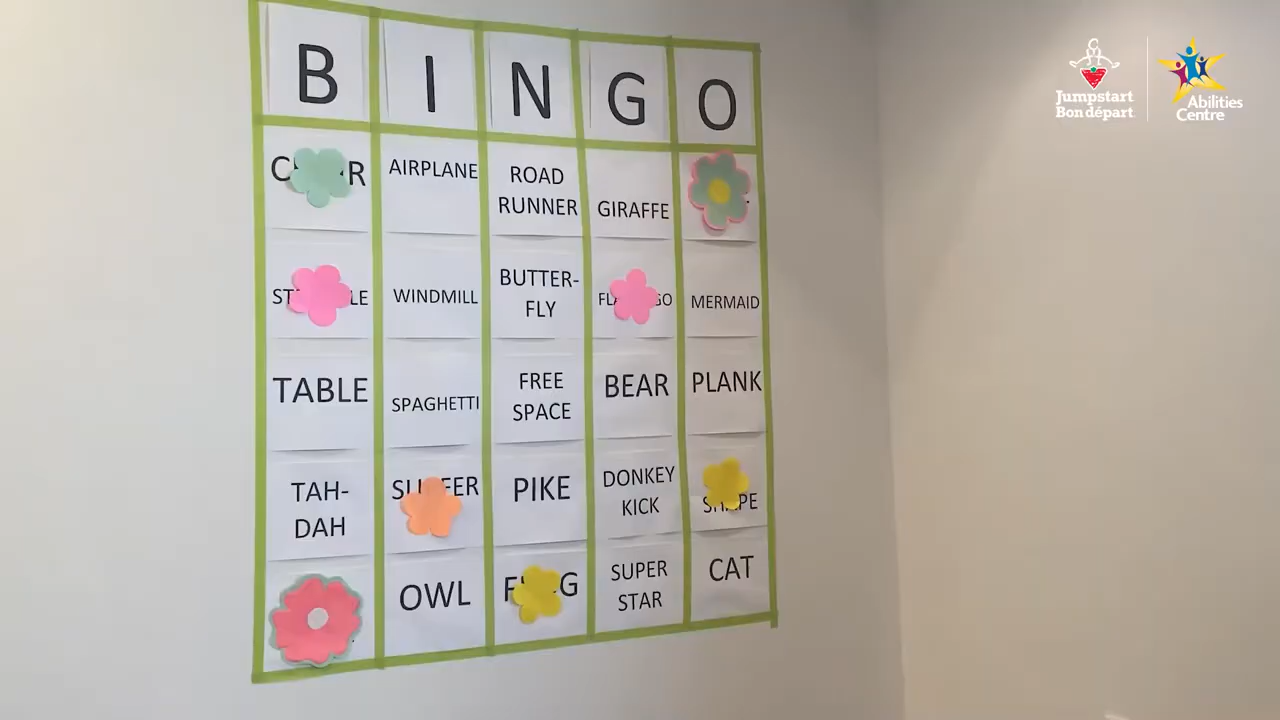 B I N G O
AIRPLANE
ROAD
RUNNER
GIRAFFE
WINDMILL
BUTTER-
FLY
MERMAID
TABLE
SPAGHETTI
FREE
SPACE
BEAR
PLANK
TAH-
DAH
PIKE
DONKEY
KICK
OWL
SUPER
STAR
CAT
Jumpstart
Bon départ
Abilities
Centre